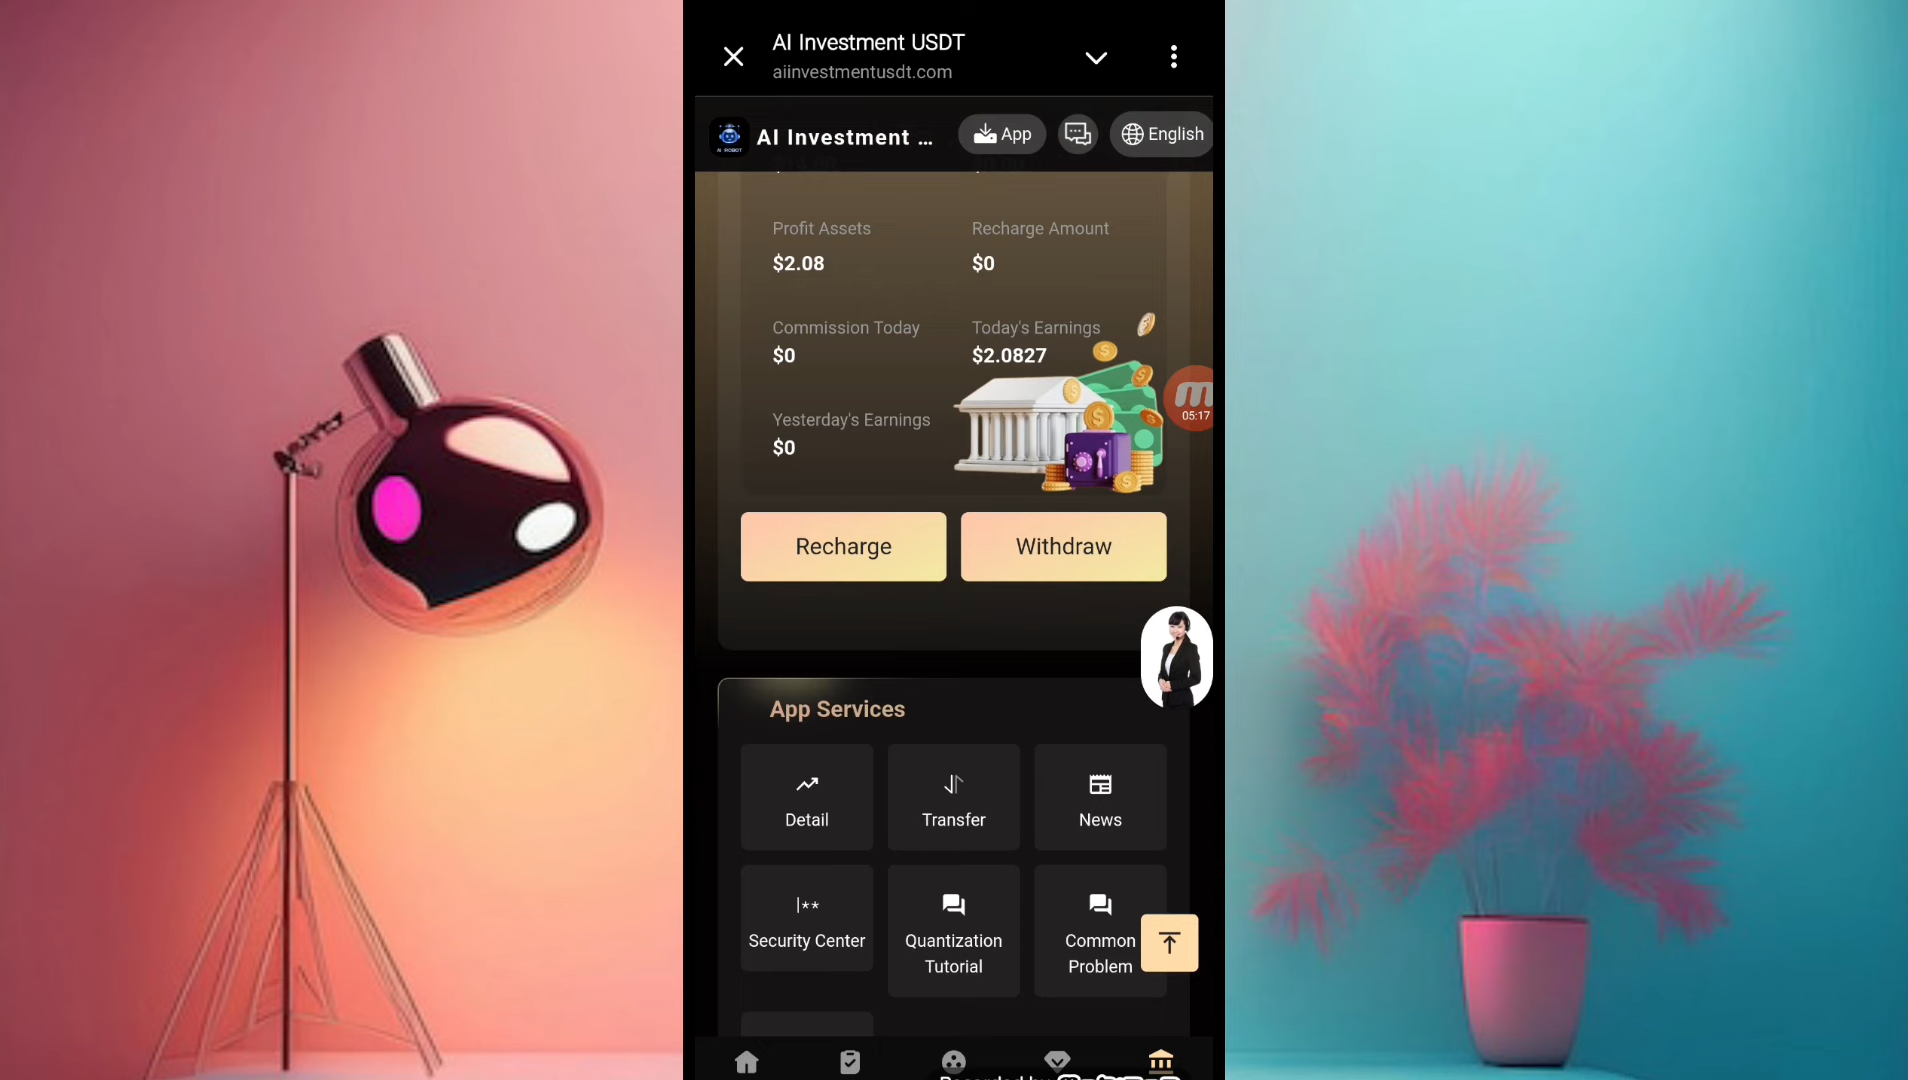 AI Investment USDT
aiinvestmentusdt.com
AI ROBOT
AI Investment ...
App
English
Profit Assets
Recharge Amount
$2.08
$0
Commission Today
Today's Earnings
$0
$2.0827
05:17
Yesterday's Earnings
$0
Recharge
Withdraw
App Services
Detail
Transfer
News
|**
Security Center
Quantization
Tutorial
Common
Problem